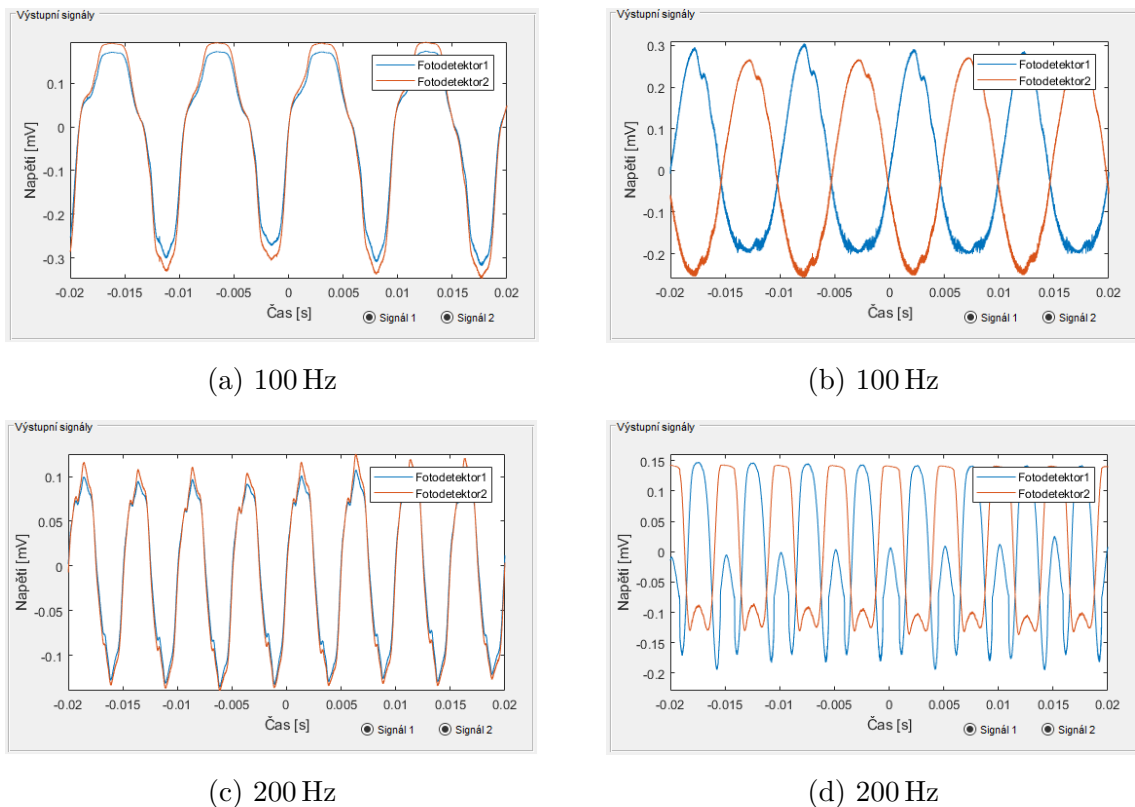 Výstupní signály
0.1
0
-0.1
-0.2
-0.3
Napětí [mV]
Fotodetektor1
Fotodetektor2
-0.02 -0.015 -0.01 -0.005 0 0.005 0.01 0.015 0.02
Čas [s]
Signál 1 Signál 2
(a) 100 Hz
Výstupní signály
0.3
0.2
0.1
0
-0.1
-0.2
Napětí [mV]
Fotodetektor1
Fotodetektor2
-0.02 -0.015 -0.01 -0.005 0 0.005 0.01 0.015 0.02
Čas [s]
Signál 1 Signál 2
(b) 100 Hz
Výstupní signály
0.1
0.05
0
-0.05
-0.1
Napětí [mV]
Fotodetektor1
Fotodetektor2
-0.02 -0.015 -0.01 -0.005 0 0.005 0.01 0.015 0.02
Čas [s]
Signál 1 Signál 2
(c) 200 Hz
Výstupní signály
0.15
0.1
0.05
0
-0.05
-0.1
-0.15
-0.2
Napětí [mV]
Fotodetektor1
Fotodetektor2
-0.02 -0.015 -0.01 -0.005 0 0.005 0.01 0.015 0.02
Čas [s]
Signál 1 Signál 2
(d) 200 Hz